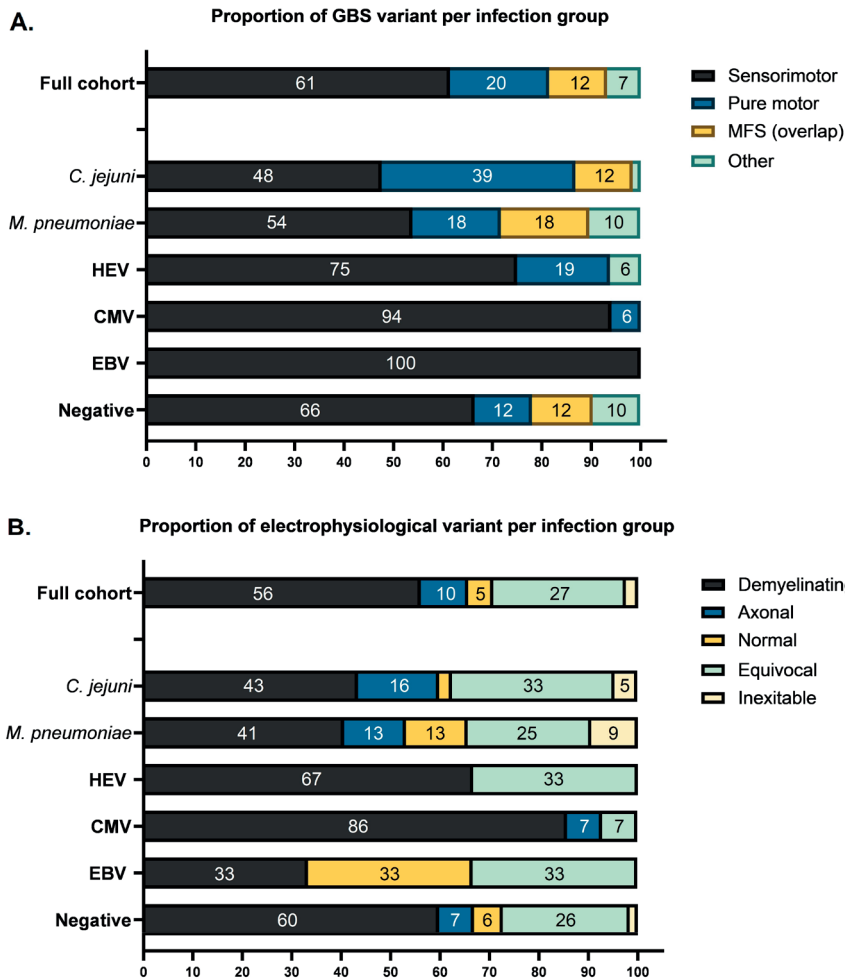 A.
Proportion of GBS variant per infection group
Full cohort 61 20 12 7
Sensorimotor
Pure motor
MFS (overlap)
Other
C. jejuni 48 39 12
M. pneumoniae 54 18 18 10
HEV 75 19 6
CMV 94 6
EBV 100
Negative 66 12 12 10
0 10 20 30 40 50 60 70 80 90 100
B.
Proportion of electrophysiological variant per infection group
Full cohort 56 10 5 27
Demyelinatin
Axonal
Normal
Equivocal
Inexitable
C. jejuni 43 16 33 5
M. pneumoniae 41 13 13 25 9
HEV 67 33
CMV 86 7 7
EBV 33 33 33
Negative 60 7 6 26
0 10 20 30 40 50 60 70 80 90 100